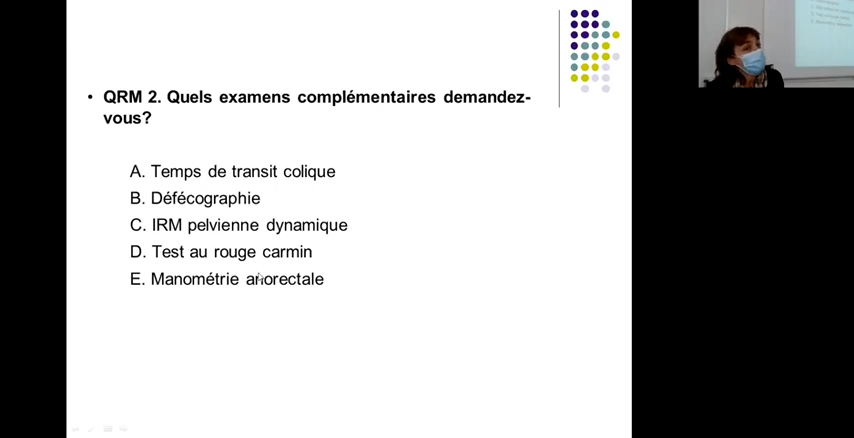 • QRM 2. Quels examens complémentaires demandez-
vous?
A. Temps de transit colique
B. Défécographie
C. IRM pelvienne dynamique
D. Test au rouge carmin
E. Manométrie anorectale